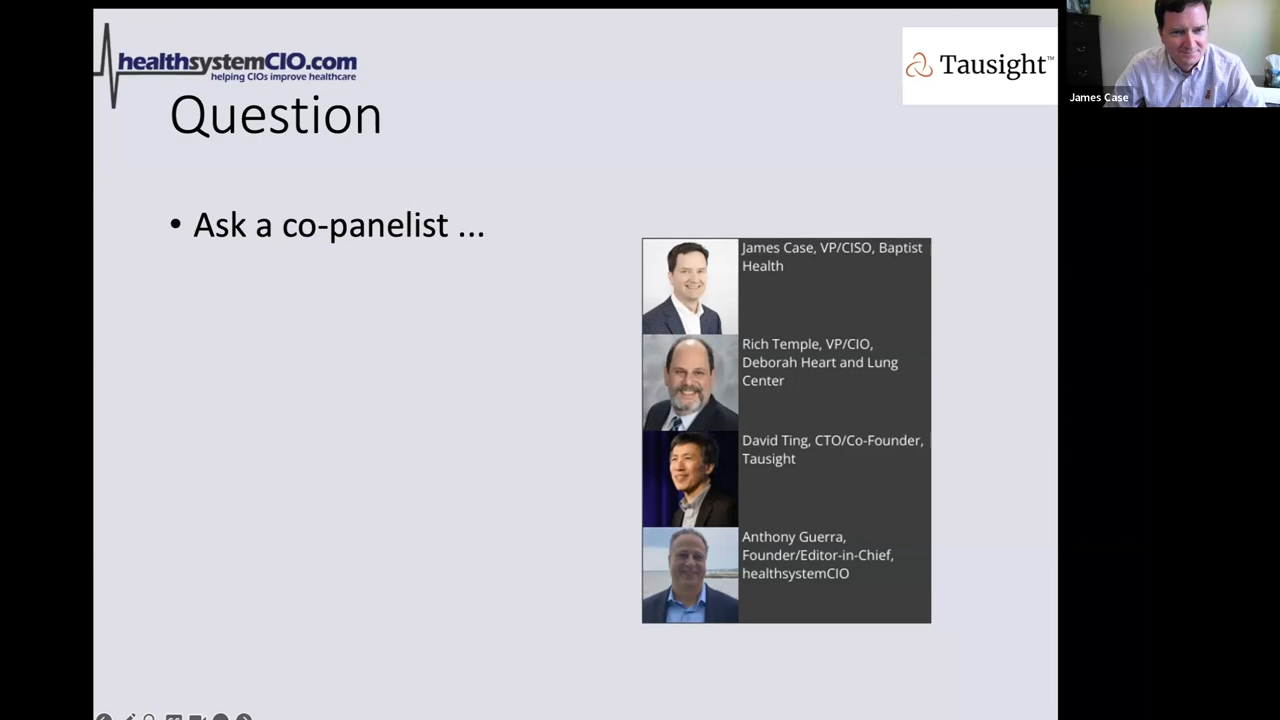 healthsystemCIO.com
helping CIOs improve healthcare
Tausight™
James Case
Question
• Ask a co-panelist ...
James Case, VP/CISO, Baptist
Health
Rich Temple, VP/CIO,
Deborah Heart and Lung
Center
David Ting, CTO/Co-Founder,
Tausight
Anthony Guerra,
Founder/Editor-in-Chief,
healthsystemCIO